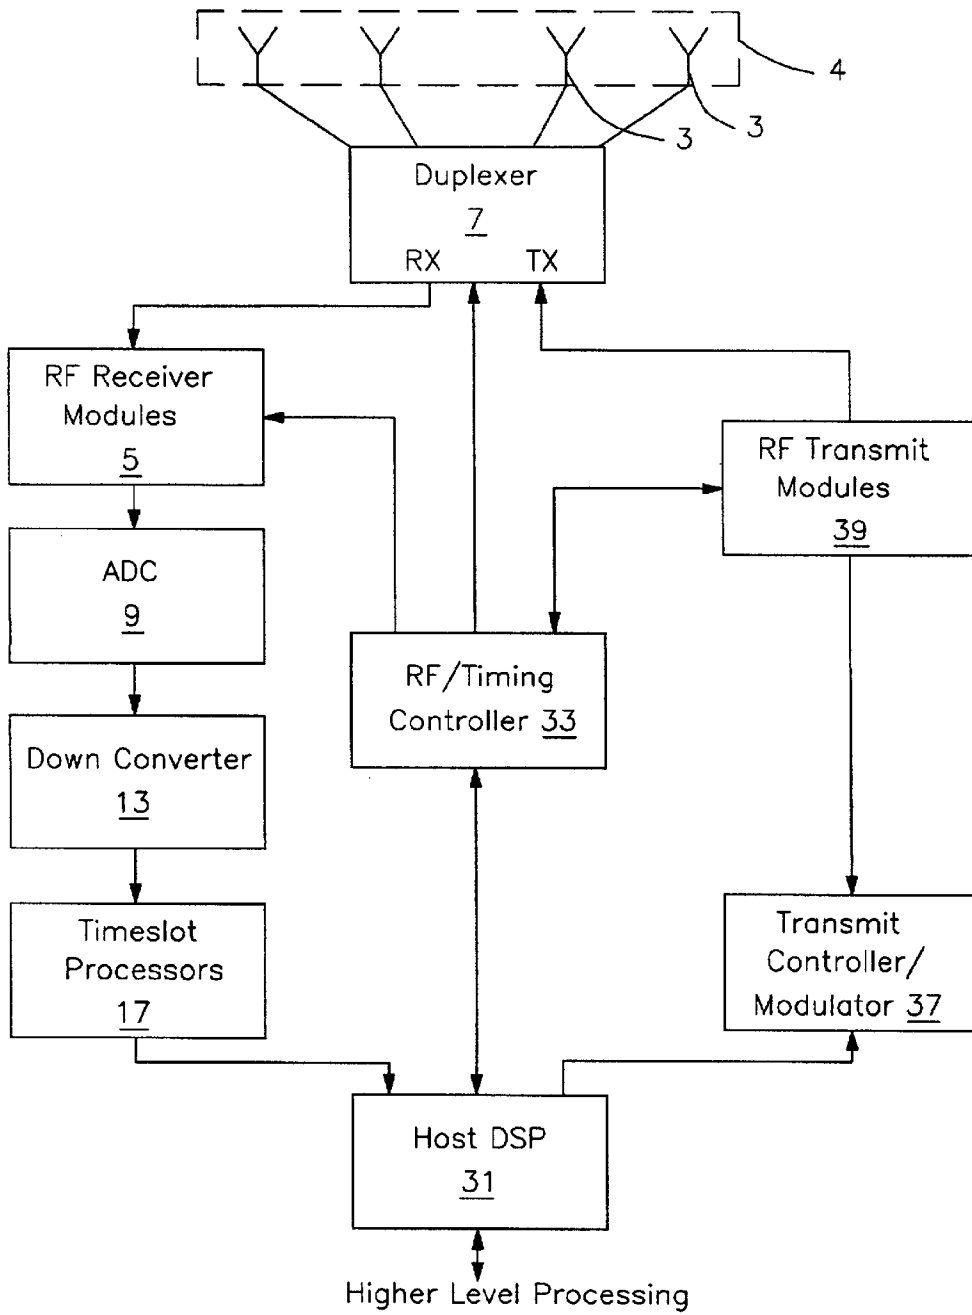 4
3
3
Duplexer
7
RX
TX
RF Receiver
Modules
5
RF Transmit
Modules
39
ADC
9
RF/Timing
Controller 33
Down Converter
13
Timeslot
Processors
17
Transmit
Controller/
Modulator 37
Host DSP
31
Higher Level Processing